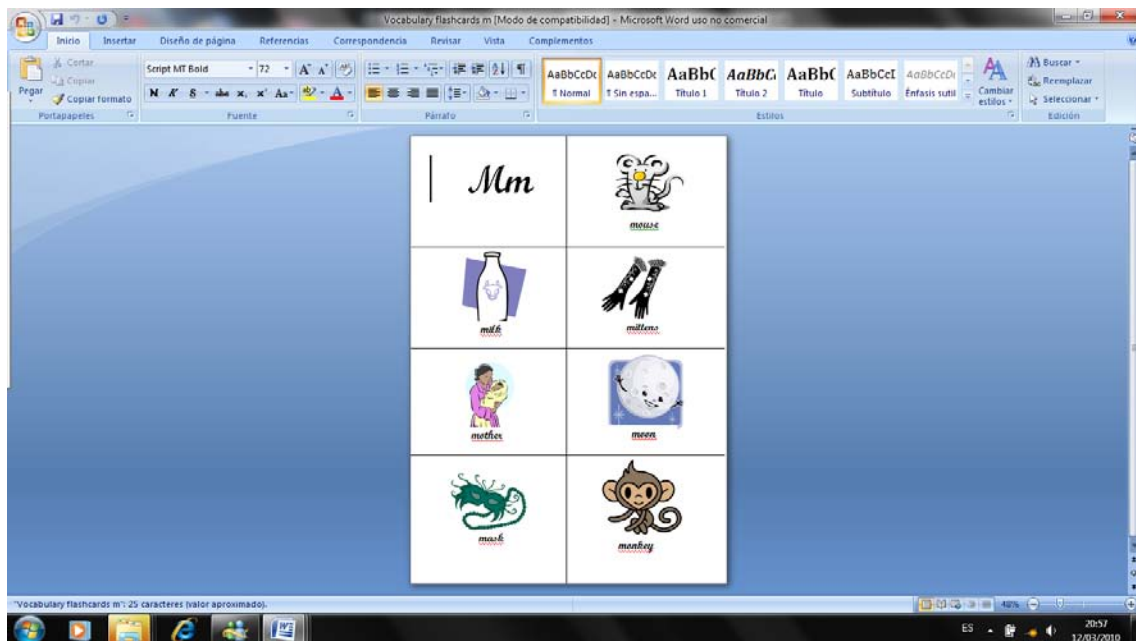 Vocabulary flashcards m [Modo de compatibilidad] - Microsoft Word uso no comercial
Inicio Insertar Diseño de página Referencias Correspondencia Revisar Vista Complementos
Pegar
Cortar
Copiar
Copiar formato
Portapapeles
Script MT Bold 72
N K S abc x, x' Aa A
Fuente
Párrafo
AaBbCcDc AaBbCcDc AaBbC AaBbC AaBbC AaBbCcI AaBbCcDi
¶ Normal ¶ Sin espa... Título 1 Título 2 Título Subtítulo Énfasis sutil
Cambiar estilos
Estilos
Buscar
Reemplazar
Seleccionar
Edición
Mm
mouse
milk
mittens
mother
moon
mask
monkey
"Vocabulary flashcards m": 25 caracteres (valor aproximado).
48%
ES
20:57
12/03/2010